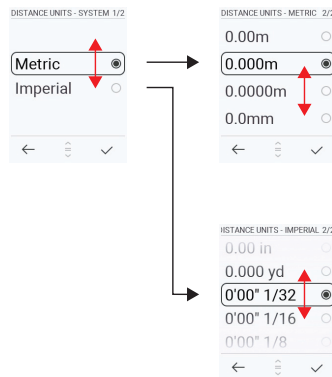 DISTANCE UNITS - SYSTEM 1/2
Metric
Imperial
DISTANCE UNITS - METRIC 2/2
0.00m
0.000m
0.0000m
0.0mm
DISTANCE UNITS - IMPERIAL 2/2
0.00 in
0.000 yd
0'00" 1/32
0'00" 1/16
0'00" 1/8